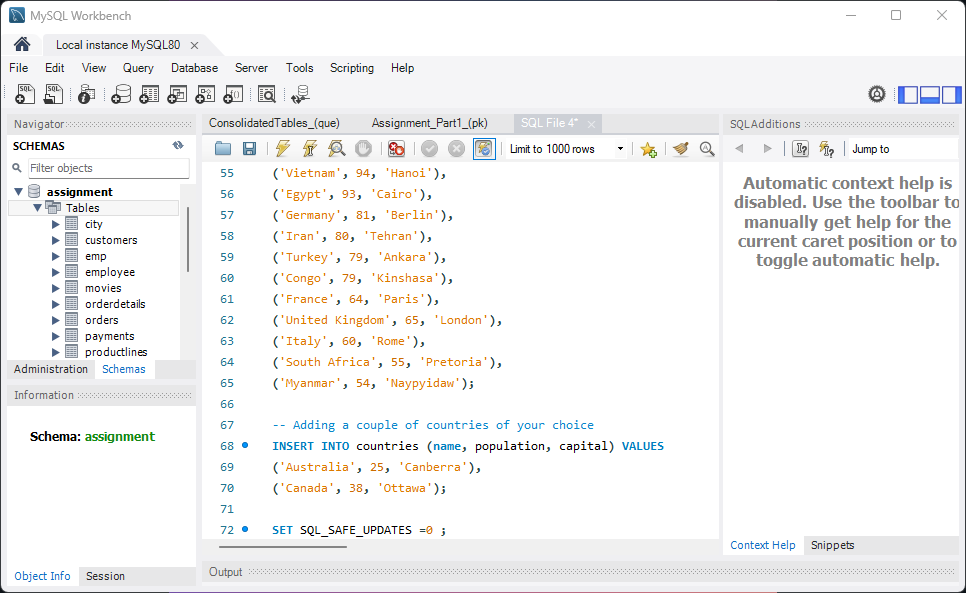 MySQL Workbench
Local instance MySQL80
File Edit View Query Database Server Tools Scripting Help
Navigator
SCHEMAS
Filter objects
assignment
Tables
city
customers
emp
employee
movies
orderdetails
orders
payments
productlines
Administration Schemas
Information
Schema: assignment
Object Info Session
ConsolidatedTables_(que) Assignment_Part1_(pk) SQL File 4*
Limit to 1000 rows
55 ('Vietnam', 94, 'Hanoi'),
56 ('Egypt', 93, 'Cairo'),
57 ('Germany', 81, 'Berlin'),
58 ('Iran', 80, 'Tehran'),
59 ('Turkey', 79, 'Ankara'),
60 ('Congo', 79, 'Kinshasa'),
61 ('France', 64, 'Paris'),
62 ('United Kingdom', 65, 'London'),
63 ('Italy', 60, 'Rome'),
64 ('South Africa', 55, 'Pretoria'),
65 ('Myanmar', 54, 'Naypyidaw');
66
67 -- Adding a couple of countries of your choice
68 INSERT INTO countries (name, population, capital) VALUES
69 ('Australia', 25, 'Canberra'),
70 ('Canada', 38, 'Ottawa');
71
72 SET SQL_SAFE_UPDATES =0 ;
Output
SQLAdditions
Jump to
Automatic context help is
disabled. Use the toolbar to
manually get help for the
current caret position or to
toggle automatic help.
Context Help Snippets